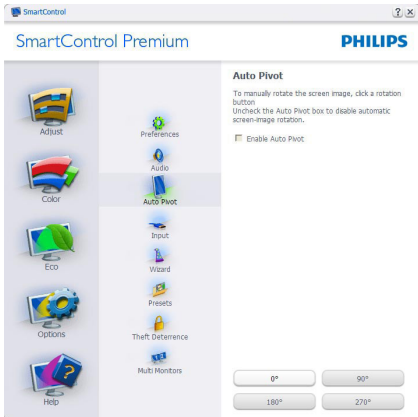 SmartControl
SmartControl Premium
PHILIPS
Adjust
Color
Eco
Options
Help
Preferences
Audio
Auto Pivot
Input
Wizard
Presets
Theft Deterrence
Multi Monitors
Auto Pivot
To manually rotate the screen image, click a rotation
button
Uncheck the Auto Pivot box to disable automatic
screen-image rotation.
Enable Auto Pivot
0°
90°
180°
270°